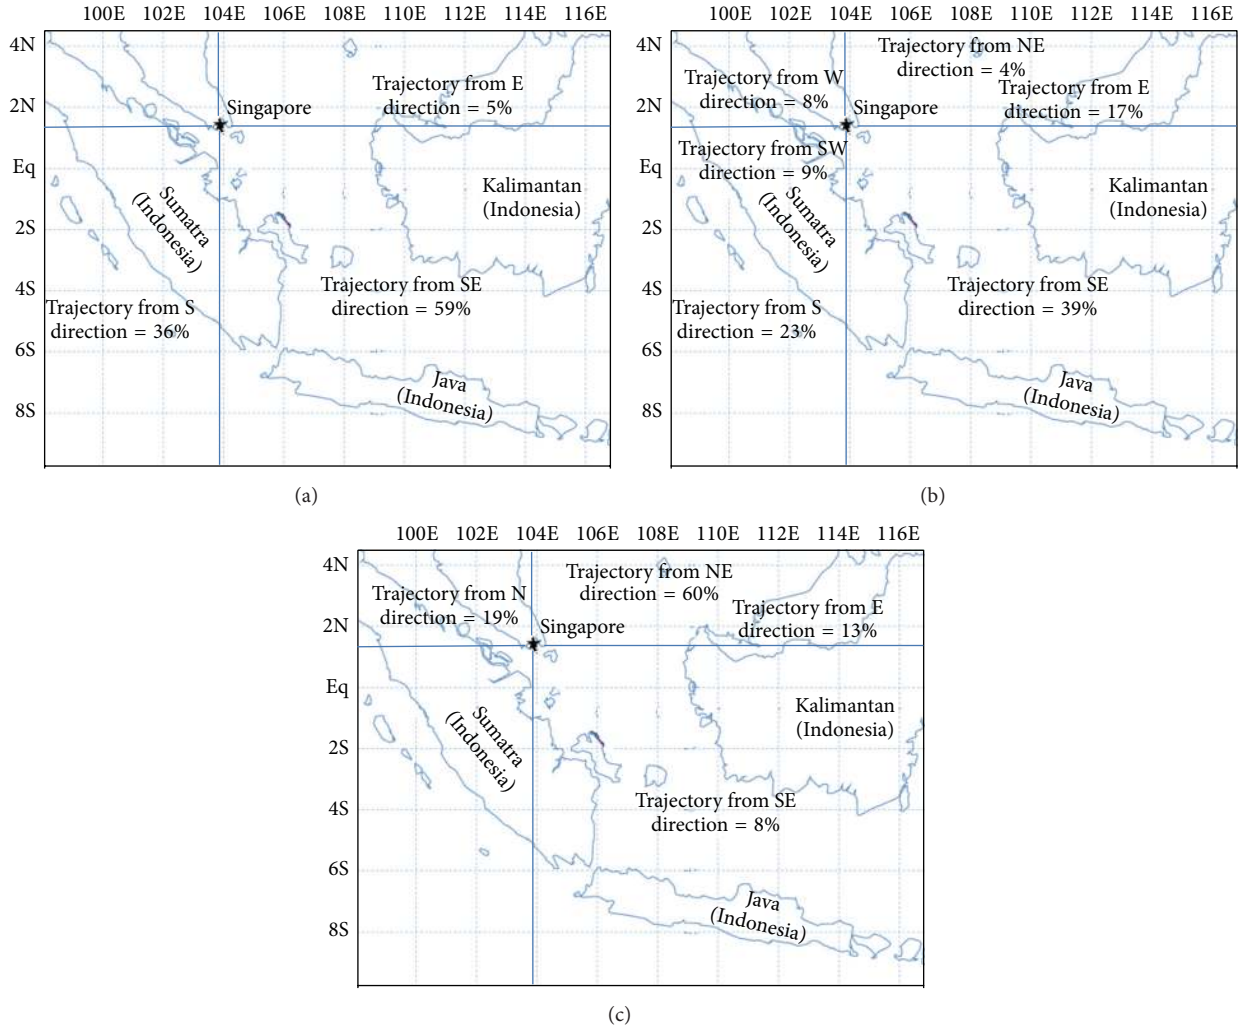 100E 102E 104E 106E 108E 110E 112E 114E 116E
4N
2N
Eq
2S
4S
6S
8S
Trajectory from E
direction = 5%
Singapore
Sumatra
(Indonesia)
Kalimantan
(Indonesia)
Trajectory from SE
direction = 59%
Trajectory from S
direction = 36%
Java
(Indonesia)
(a)
100E 102E 104E 106E 108E 110E 112E 114E 116E
4N
2N
Eq
2S
4S
6S
8S
Trajectory from NE
direction = 4%
Trajectory from W
direction = 8%
Trajectory from E
direction = 17%
Singapore
Trajectory from SW
direction = 9%
Sumatra
(Indonesia)
Kalimantan
(Indonesia)
Trajectory from SE
direction = 39%
Trajectory from S
direction = 23%
Java
(Indonesia)
(b)
100E 102E 104E 106E 108E 110E 112E 114E 116E
4N
2N
Eq
2S
4S
6S
8S
Trajectory from NE
direction = 60%
Trajectory from N
direction = 19%
Trajectory from E
direction = 13%
Singapore
Sumatra
(Indonesia)
Kalimantan
(Indonesia)
Trajectory from SE
direction = 8%
Java
(Indonesia)
(c)